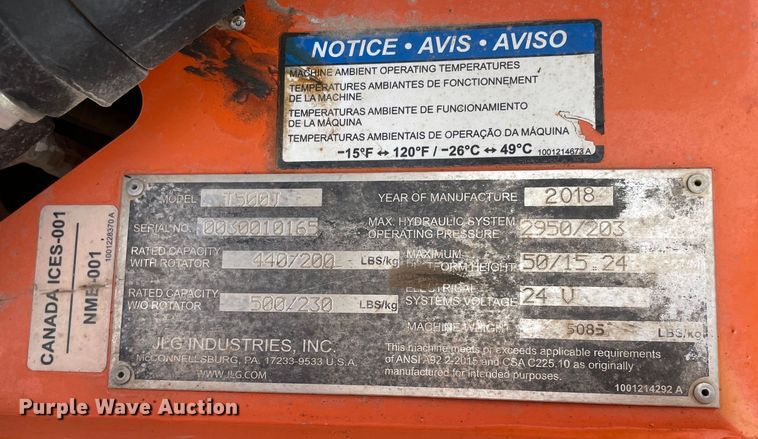 NOTICE • AVIS • AVISO
MACHINE AMBIENT OPERATING TEMPERATURES
TEMPÉRATURES AMBIANTES DE FONCTIONNEMENT
DE LA MACHINE
TEMPERATURAS AMBIENTE DE FUNCIONAMIENTO
DE LA MÁQUINA
TEMPERATURAS AMBIENTAIS DE OPERAÇÃO DA MÁQUINA
-15°F ↔ 120°F / -26°C ↔ 49°C
1001214673 A
CANADA ICES-001
NMB-001
1001228370 A
MODEL T500J
SERIAL NO. 0030010165
RATED CAPACITY
WITH ROTATOR 440/200 LBS/kg
RATED CAPACITY
W/O ROTATOR 500/230 LBS/kg
JLG INDUSTRIES, INC.
McCONNELLSBURG, PA. 17233-9533 U.S.A.
WWW.JLG.COM
YEAR OF MANUFACTURE 2018
MAX. HYDRAULIC SYSTEM
OPERATING PRESSURE 2950/203
MAXIMUM
HEIGHT 50/15.24
ELECTRICAL
SYSTEMS VOLTAGE 24 V
MACHINE WEIGHT 5085 LBS/kg
This machine meets or exceeds applicable requirements
of ANSI A92.2-2015 and CSA C225.10 as originally
manufactured for intended purposes.
1001214292 A
Purple Wave Auction